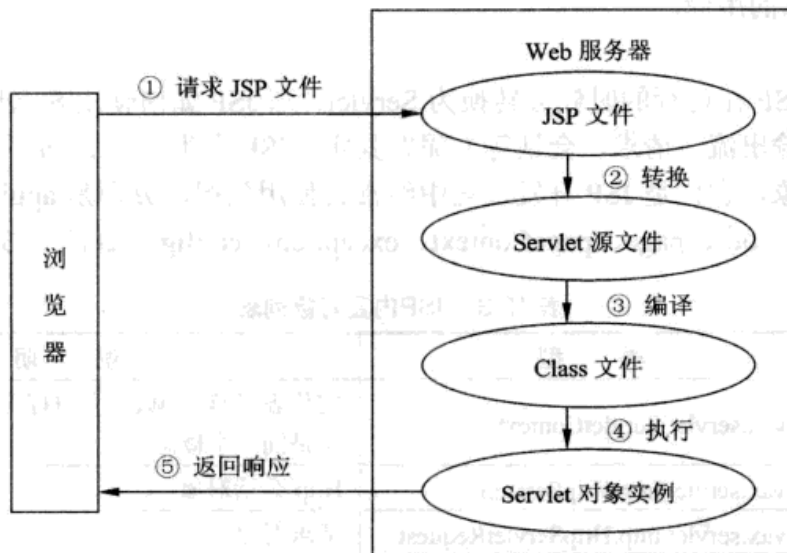 Web 服务器
① 请求 JSP 文件
JSP 文件
② 转换
Servlet 源文件
③ 编译
Class 文件
④ 执行
⑤ 返回响应
Servlet 对象实例
浏览器